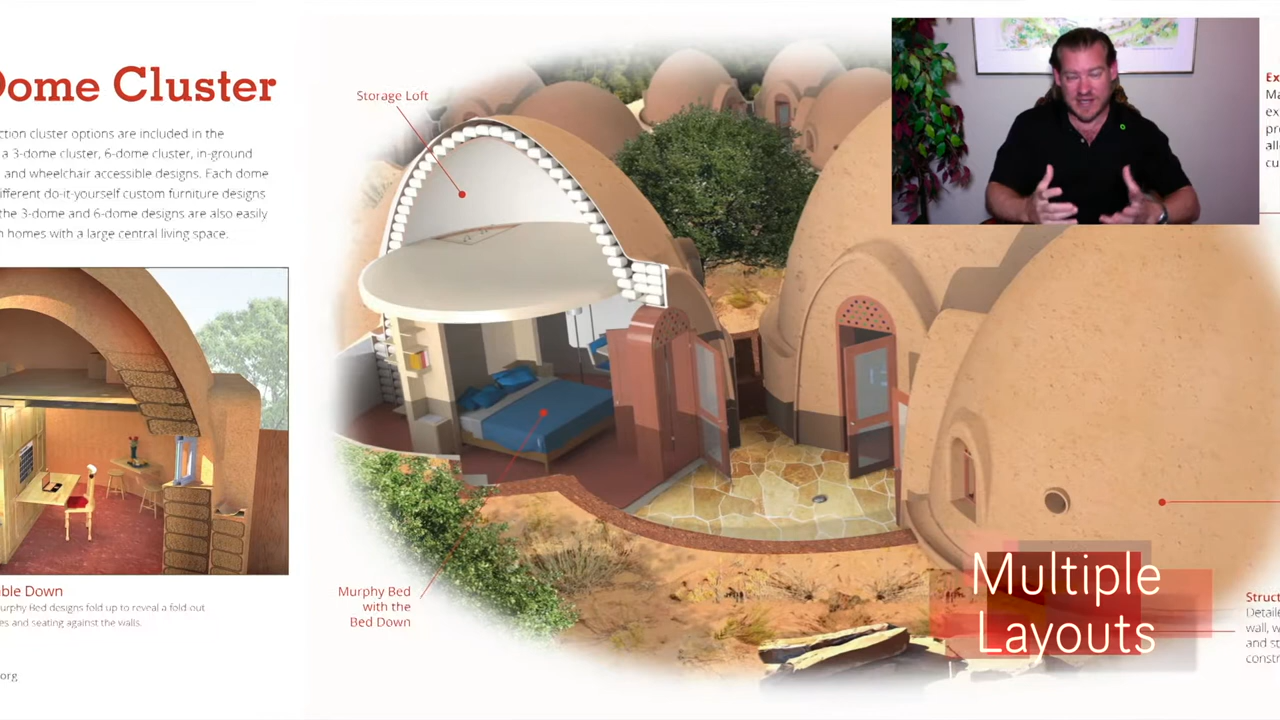 Dome Cluster
ction cluster options are included in the
a 3-dome cluster, 6-dome cluster, in-ground
and wheelchair accessible designs. Each dome
ifferent do-it-yourself custom furniture designs
the 3-dome and 6-dome designs are also easily
homes with a large central living space.
ble Down
Murphy Bed designs fold up to reveal a fold-out
es and seating against the walls.
org
Storage Loft
Murphy Bed
with the
Bed Down
Multiple
Layouts
Ex
Ma
ex
pr
all
cu
Struct
Detaile
wall, w
and st
constr